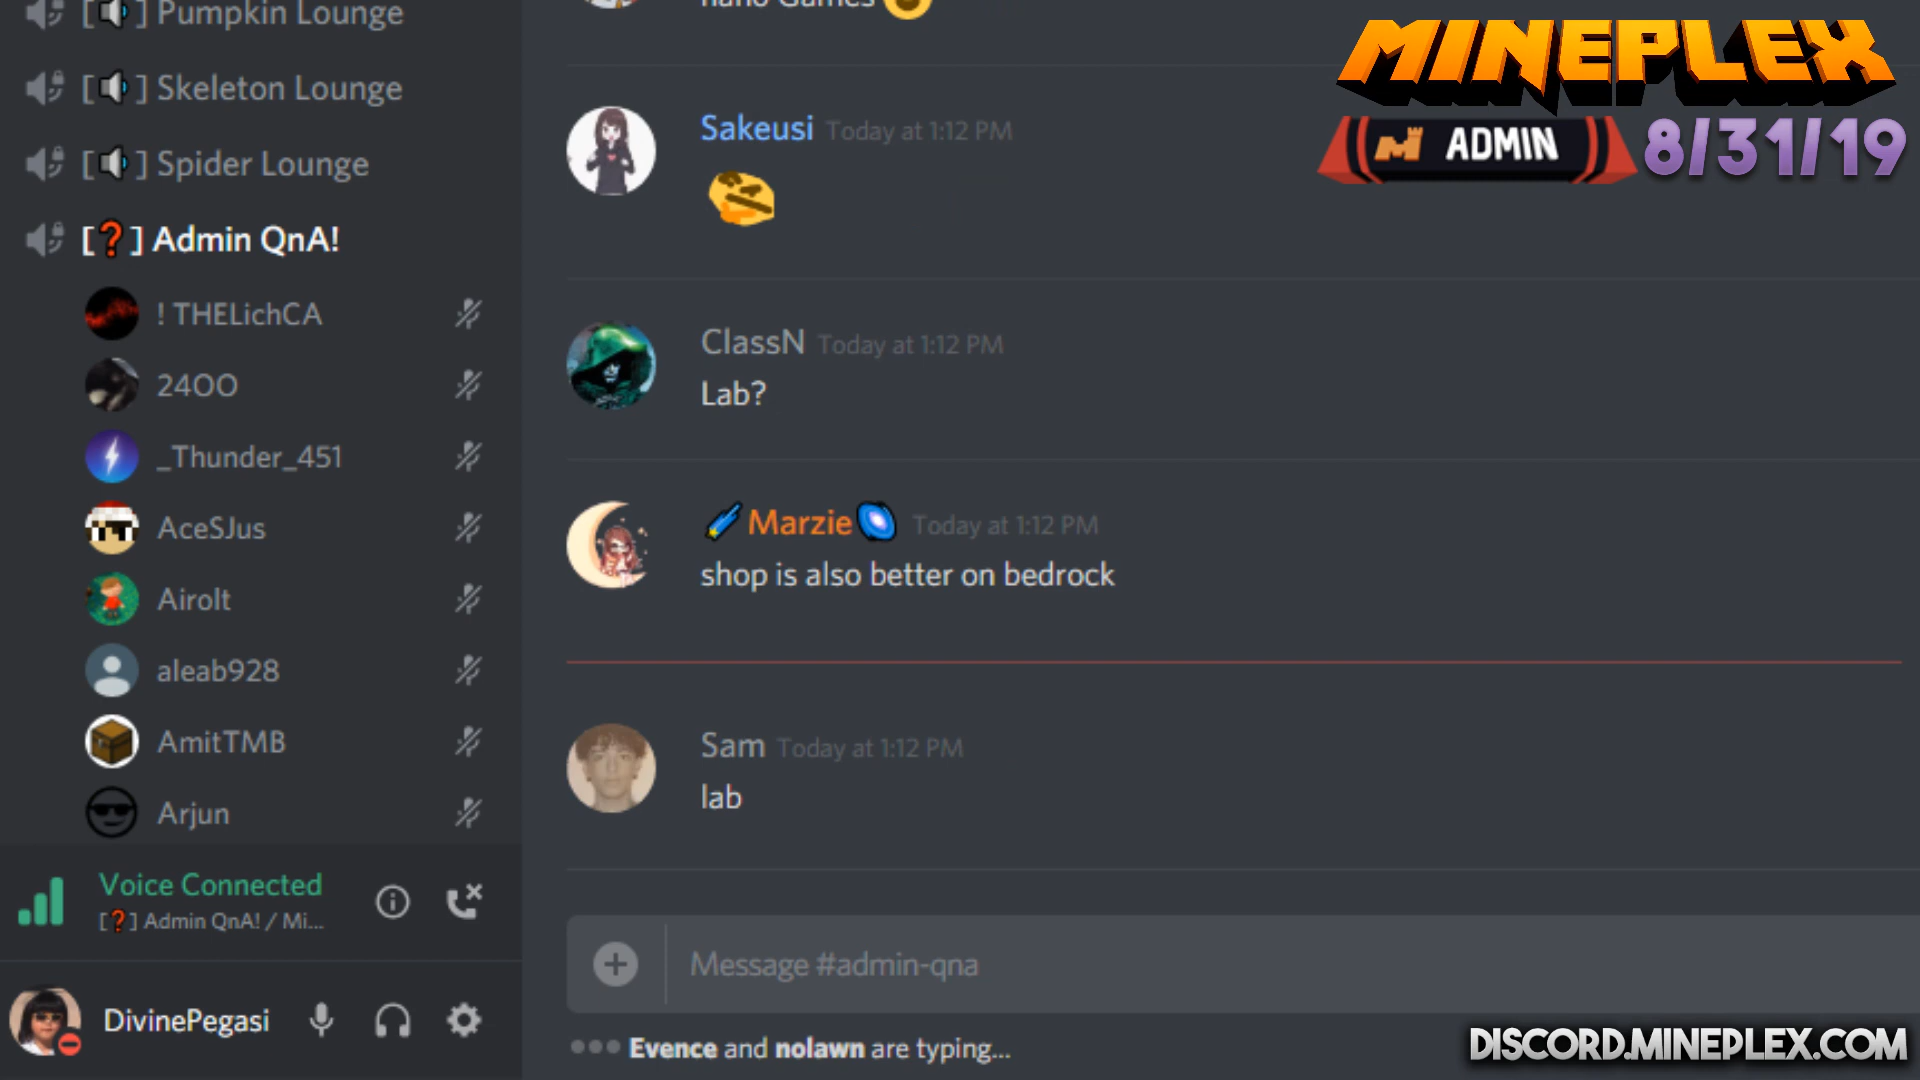 [🔊] Pumpkin Lounge
[🔊] Skeleton Lounge
[🔊] Spider Lounge
[❓] Admin QnA!
! THELichCA
24OO
_Thunder_451
AceSJus
Airolt
aleab928
AmitTMB
Arjun
Voice Connected
[❓] Admin QnA! / Mi...
DivinePegasi
nano Games
Sakeusi Today at 1:12 PM
ClassN Today at 1:12 PM
Lab?
Marzie Today at 1:12 PM
shop is also better on bedrock
Sam Today at 1:12 PM
lab
Message #admin-qna
Evence and nolawn are typing...
MINEPLEX
ADMIN 8/31/19
DISCORD.MINEPLEX.COM